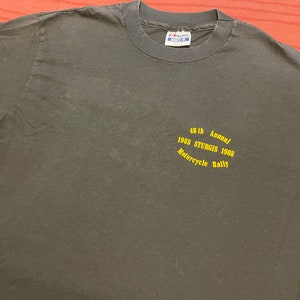 48th Annual
1988 STURGIS 1988
Motorcycle Rally